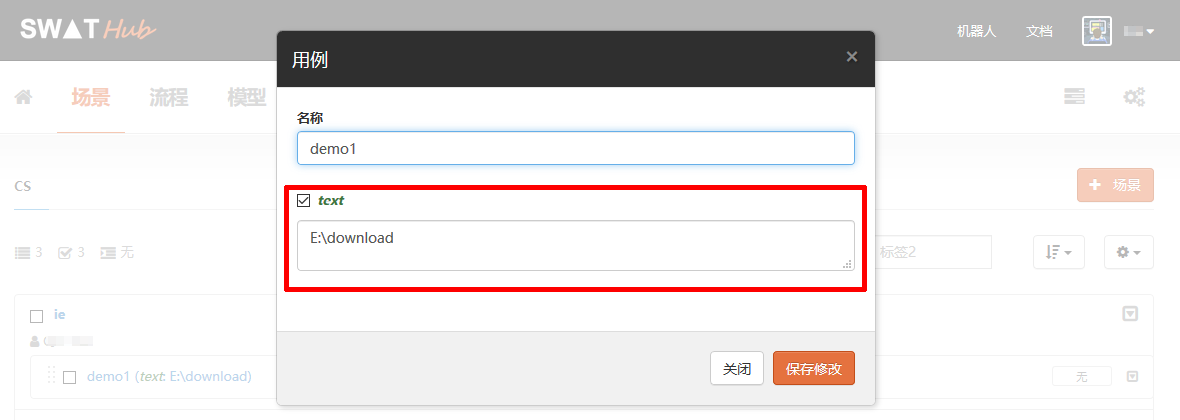 SWAT Hub
机器人
文档
场景
流程
模型
用例
×
名称
demo1
text
E:\download
CS
+ 场景
3
3
无
标签2
ie
demo1 (text: E:\download)
无
关闭
保存修改